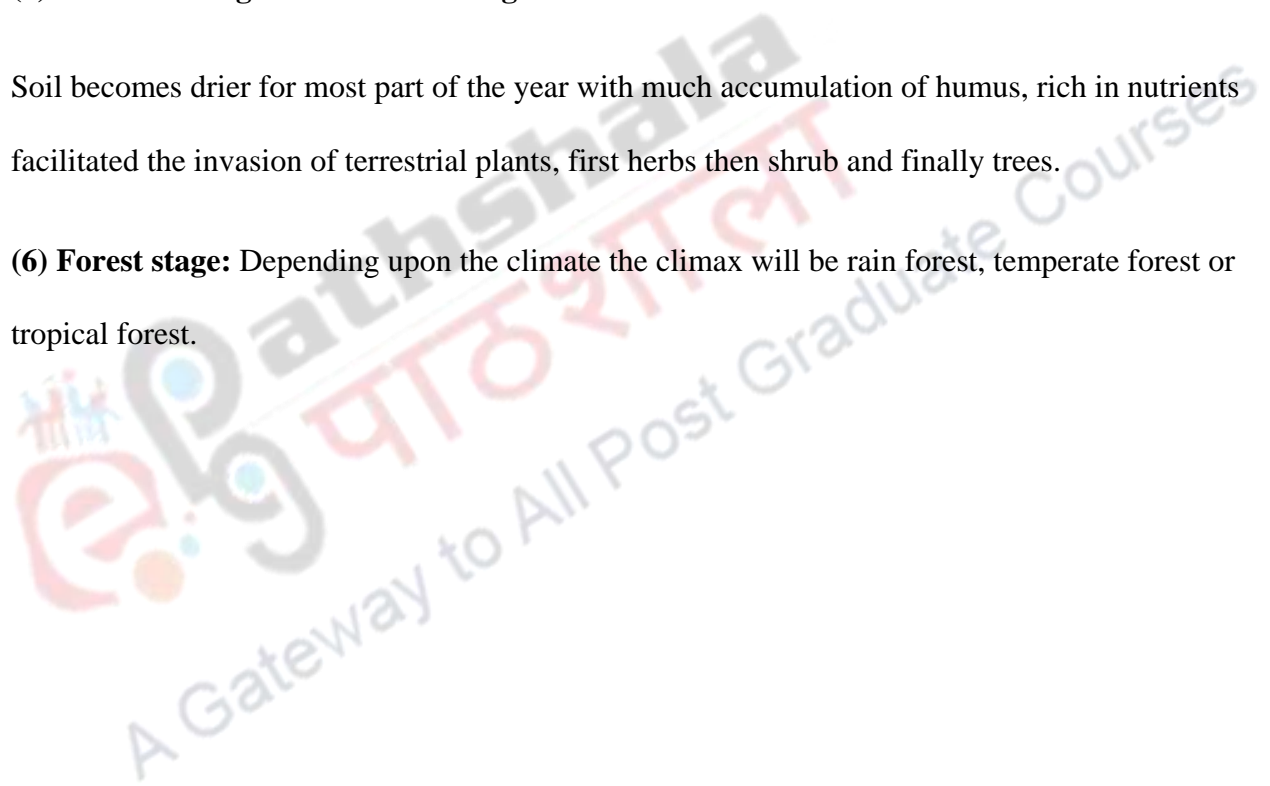 Soil becomes drier for most part of the year with much accumulation of humus, rich in nutrients
facilitated the invasion of terrestrial plants, first herbs then shrub and finally trees.
(6) Forest stage: Depending upon the climate the climax will be rain forest, temperate forest or
tropical forest.
Pathshala
पाठशाला
A Gateway to All Post Graduate Courses